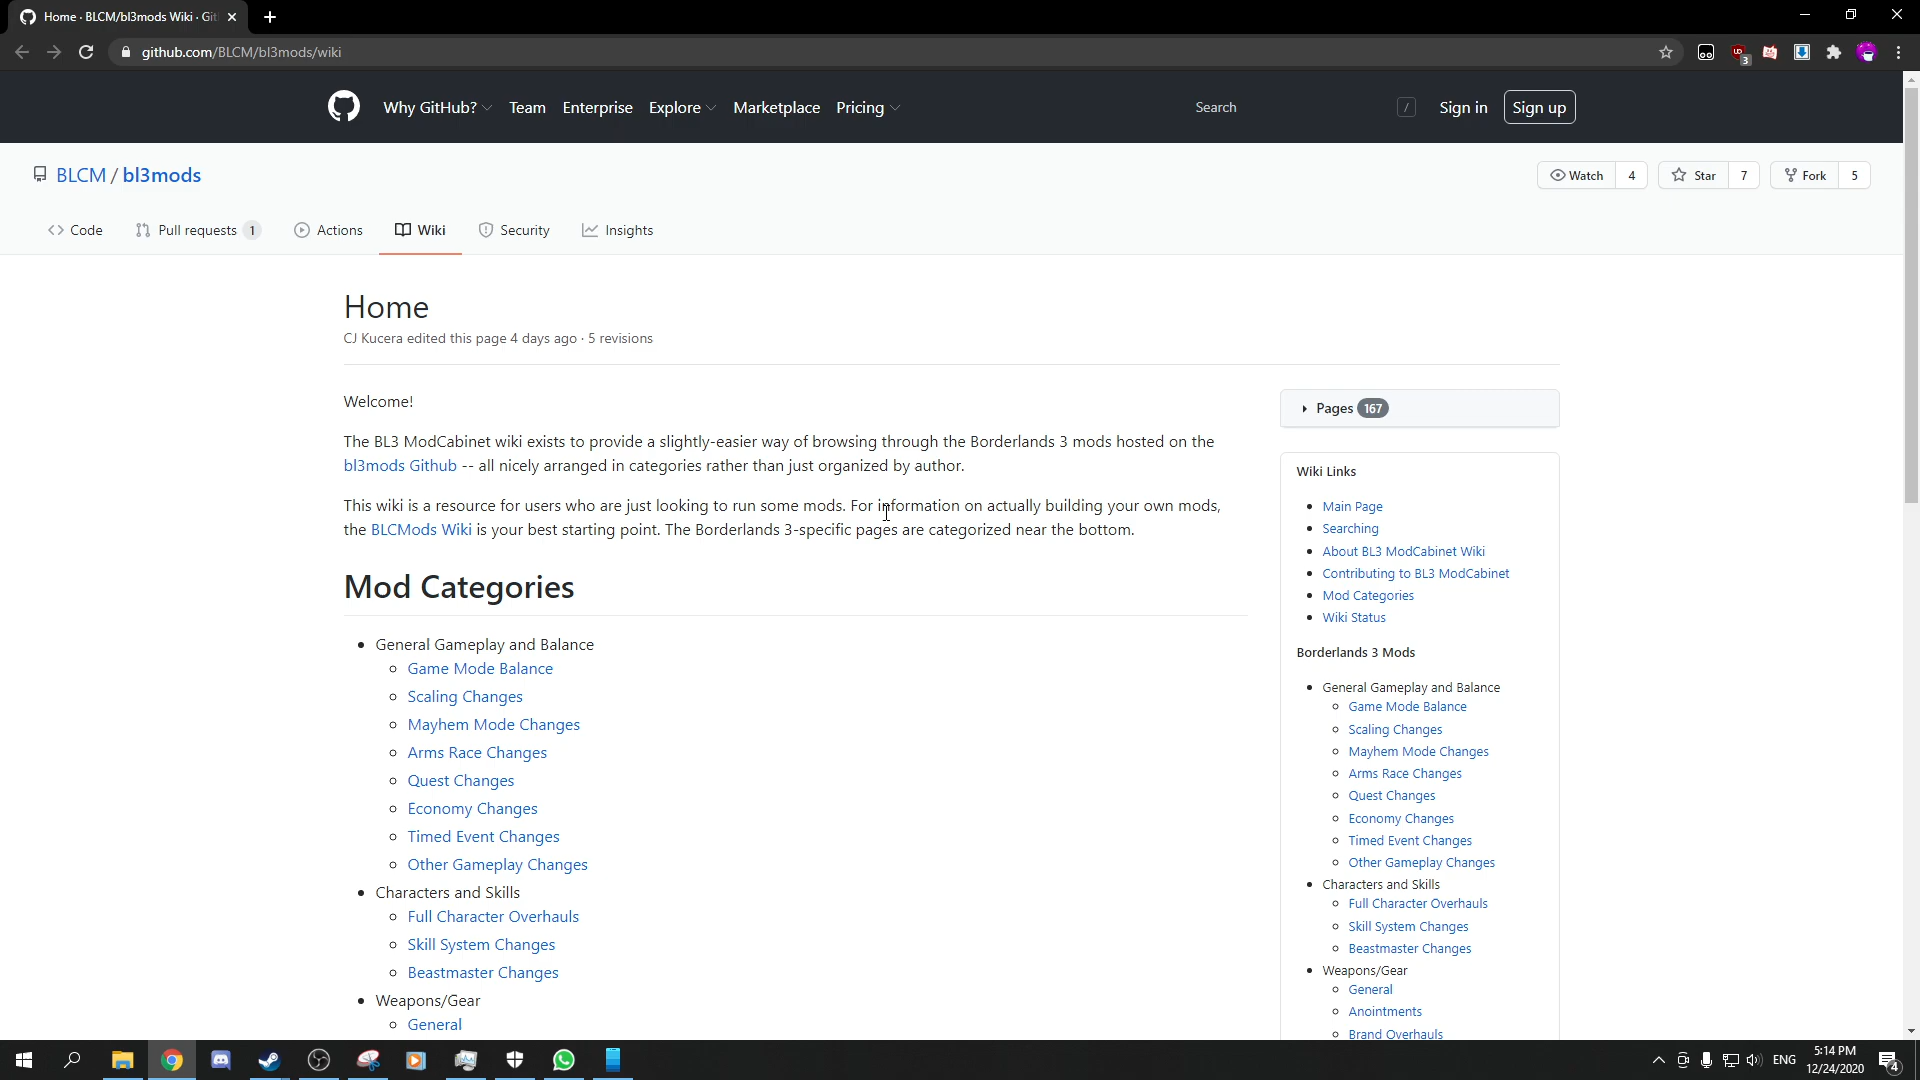 Home · BLCM/bl3mods Wiki · Git
github.com/BLCM/bl3mods/wiki
3
Why GitHub? Team Enterprise Explore Marketplace Pricing Search / Sign in Sign up
BLCM / bl3mods
Watch 4 Star 7 Fork 5
Code Pull requests 1 Actions Wiki Security Insights
Home
CJ Kucera edited this page 4 days ago · 5 revisions
Welcome!
The BL3 ModCabinet wiki exists to provide a slightly-easier way of browsing through the Borderlands 3 mods hosted on the
bl3mods Github -- all nicely arranged in categories rather than just organized by author.
This wiki is a resource for users who are just looking to run some mods. For information on actually building your own mods,
the BLCMods Wiki is your best starting point. The Borderlands 3-specific pages are categorized near the bottom.
Mod Categories
General Gameplay and Balance
Game Mode Balance
Scaling Changes
Mayhem Mode Changes
Arms Race Changes
Quest Changes
Economy Changes
Timed Event Changes
Other Gameplay Changes
Characters and Skills
Full Character Overhauls
Skill System Changes
Beastmaster Changes
Weapons/Gear
General
Pages 167
Wiki Links
Main Page
Searching
About BL3 ModCabinet Wiki
Contributing to BL3 ModCabinet
Mod Categories
Wiki Status
Borderlands 3 Mods
General Gameplay and Balance
Game Mode Balance
Scaling Changes
Mayhem Mode Changes
Arms Race Changes
Quest Changes
Economy Changes
Timed Event Changes
Other Gameplay Changes
Characters and Skills
Full Character Overhauls
Skill System Changes
Beastmaster Changes
Weapons/Gear
General
Anointments
Brand Overhauls
ENG
5:14 PM
12/24/2020
4